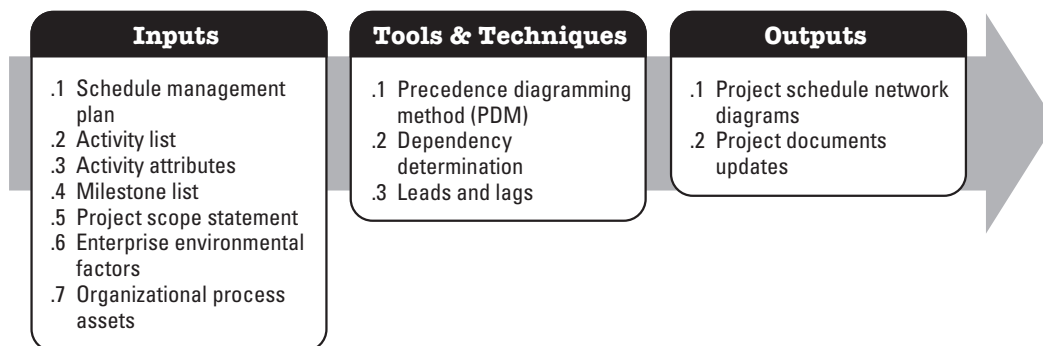 Inputs
.1 Schedule management
plan
.2 Activity list
.3 Activity attributes
.4 Milestone list
.5 Project scope statement
.6 Enterprise environmental
factors
.7 Organizational process
assets
Tools & Techniques
.1 Precedence diagramming
method (PDM)
.2 Dependency
determination
.3 Leads and lags
Outputs
.1 Project schedule network
diagrams
.2 Project documents
updates